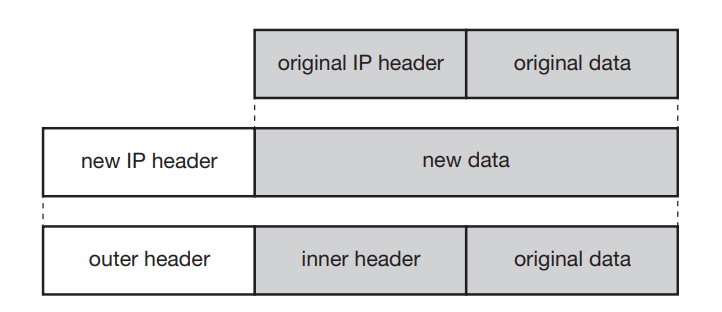 original IP header
original data
new IP header
new data
outer header
inner header
original data